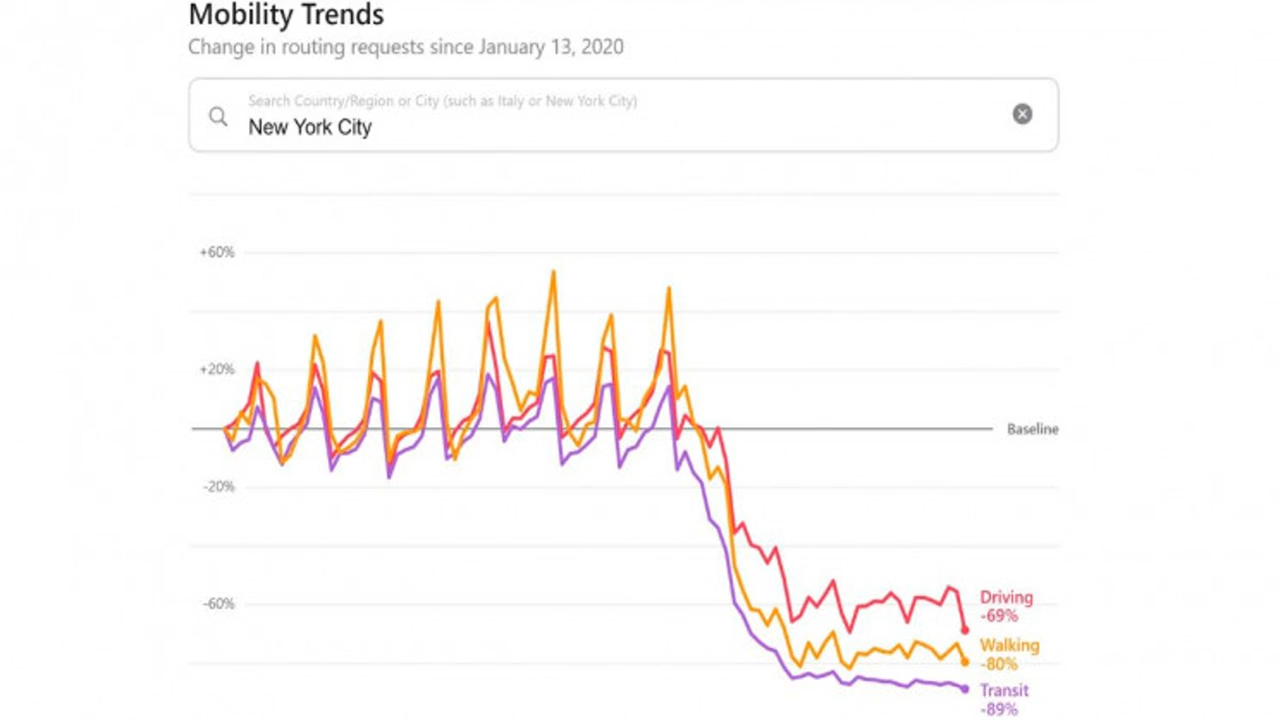 Mobility Trends
Change in routing requests since January 13, 2020
Search Country/Region or City (such as Italy or New York City)
New York City
+60%
+20%
Baseline
-20%
-60%
Driving
-69%
Walking
-80%
Transit
-89%